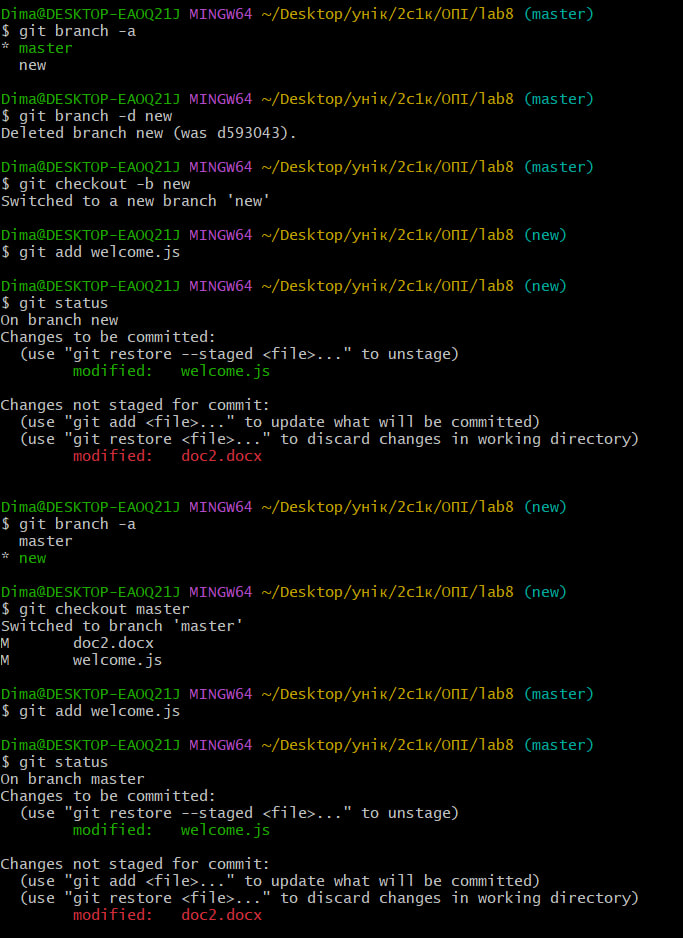 Dima@DESKTOP-EAOQ21J MINGW64 ~/Desktop/унік/2с1к/ОПІ/lab8 (master)
$ git branch -a
* master
  new

Dima@DESKTOP-EAOQ21J MINGW64 ~/Desktop/унік/2с1к/ОПІ/lab8 (master)
$ git branch -d new
Deleted branch new (was d593043).

Dima@DESKTOP-EAOQ21J MINGW64 ~/Desktop/унік/2с1к/ОПІ/lab8 (master)
$ git checkout -b new
Switched to a new branch 'new'

Dima@DESKTOP-EAOQ21J MINGW64 ~/Desktop/унік/2с1к/ОПІ/lab8 (new)
$ git add welcome.js

Dima@DESKTOP-EAOQ21J MINGW64 ~/Desktop/унік/2с1к/ОПІ/lab8 (new)
$ git status
On branch new
Changes to be committed:
  (use "git restore --staged <file>..." to unstage)
        modified:   welcome.js

Changes not staged for commit:
  (use "git add <file>..." to update what will be committed)
  (use "git restore <file>..." to discard changes in working directory)
        modified:   doc2.docx


Dima@DESKTOP-EAOQ21J MINGW64 ~/Desktop/унік/2с1к/ОПІ/lab8 (new)
$ git branch -a
  master
* new

Dima@DESKTOP-EAOQ21J MINGW64 ~/Desktop/унік/2с1к/ОПІ/lab8 (new)
$ git checkout master
Switched to branch 'master'
M       doc2.docx
M       welcome.js

Dima@DESKTOP-EAOQ21J MINGW64 ~/Desktop/унік/2с1к/ОПІ/lab8 (master)
$ git add welcome.js

Dima@DESKTOP-EAOQ21J MINGW64 ~/Desktop/унік/2с1к/ОПІ/lab8 (master)
$ git status
On branch master
Changes to be committed:
  (use "git restore --staged <file>..." to unstage)
        modified:   welcome.js

Changes not staged for commit:
  (use "git add <file>..." to update what will be committed)
  (use "git restore <file>..." to discard changes in working directory)
        modified:   doc2.docx